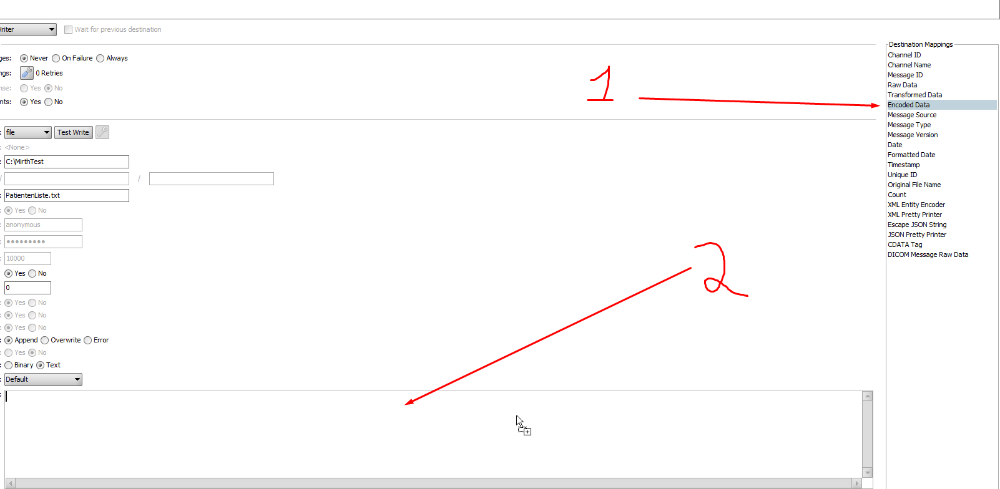 riter Wait for previous destination
Destination Mappings
ges: Never On Failure Always
Channel ID
Channel Name
ngs: 0 Retries
Message ID
nse: Yes No
Raw Data
Transformed Data
nts: Yes No
Encoded Data
Message Source
Message Type
: file Test Write
Message Version
: <None>
Date
Formatted Date
: C:\MirthTest
Timestamp
/ /
Unique ID
Original File Name
: PatientenListe.txt
Count
XML Entity Encoder
: Yes No
XML Pretty Printer
: anonymous
Escape JSON String
JSON Pretty Printer
: •••••••••
CDATA Tag
: 10000
DICOM Message Raw Data
Yes No
0
: Yes No
: Yes No
: Yes No
: Append Overwrite Error
: Yes No
: Binary Text
: Default
:
1
2